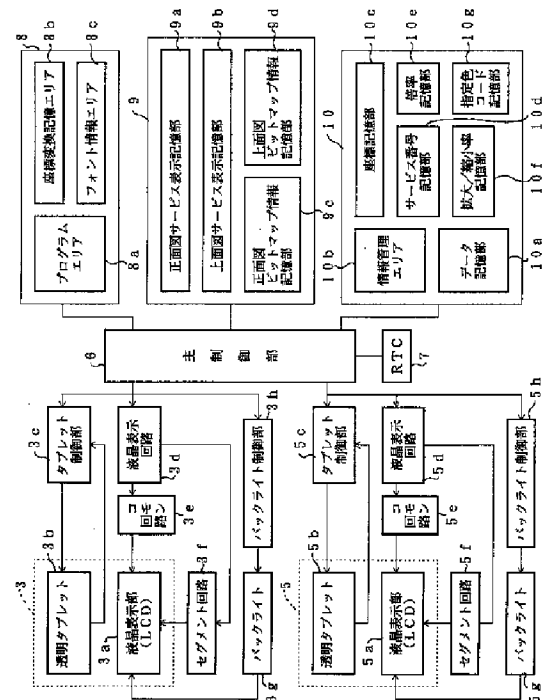 8
座標変換記憶エリア
8b
フォント情報エリア
8c
プログラム
エリア
8a
9
正面図サービス表示記憶部
9a
上面図サービス表示記憶部
9b
正面図
ビットマップ情報
記憶部
9c
上面図
ビットマップ情報
記憶部
9d
10
座標記憶部
10c
情報管理
エリア
10b
サービス番号
記憶部
10d
倍率
記憶部
10e
データ
記憶部
10a
拡大/縮小率
記憶部
10f
指定色
コード
記憶部
10g
6
主制御部
RTC
7
3
透明タブレット
3b
タブレット
制御部
3c
液晶表示部
(LCD)
3a
コモン
回路
3e
液晶表示
回路
3d
セグメント回路
3f
バックライト
3g
バックライト制御部
3h
5
透明タブレット
5b
タブレット
制御部
5c
液晶表示部
(LCD)
5a
コモン
回路
5e
液晶表示
回路
5d
セグメント回路
5f
バックライト
5g
バックライト制御部
5h